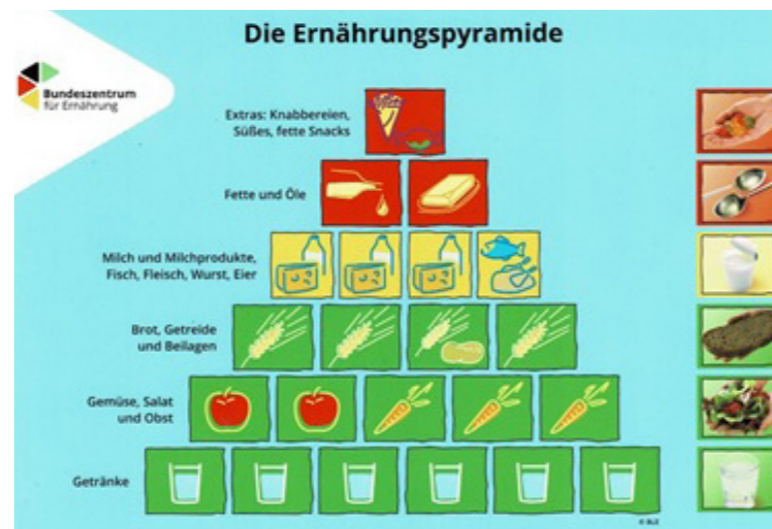 Die Ernährungspyramide
Bundeszentrum
für Ernährung
Extras: Knabbereien,
Süßes, fette Snacks
Fette und Öle
Milch und Milchprodukte,
Fisch, Fleisch, Wurst, Eier
Brot, Getreide
und Beilagen
Gemüse, Salat
und Obst
Getränke
© BLE